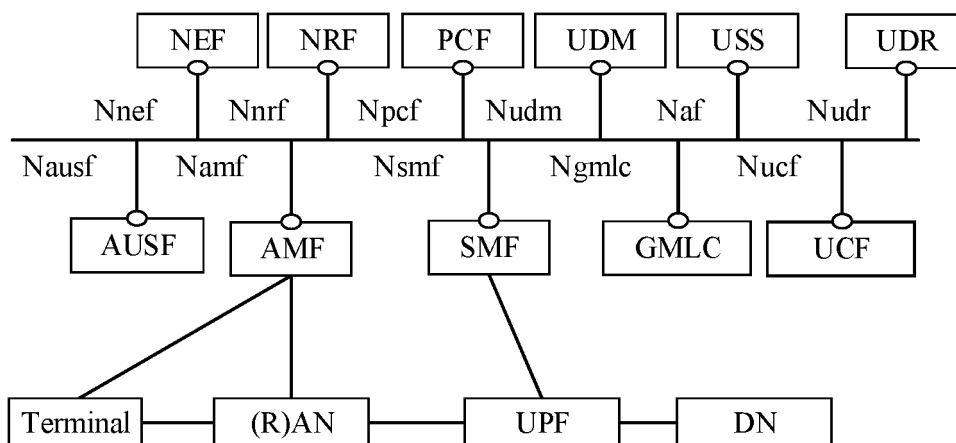 NEF NRF PCF UDM USS UDR
Nnef Nnrf Npcf Nudm Naf Nudr
Nausf Namf Nsmf Ngmlc Nucf
AUSF AMF SMF GMLC UCF
Terminal (R)AN UPF DN